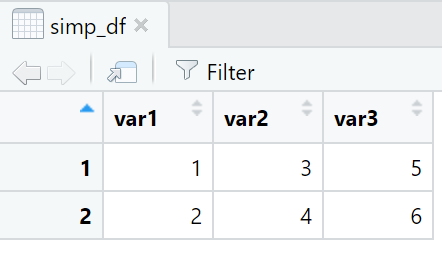 simp_df
Filter
var1 var2 var3
1 1 3 5
2 2 4 6